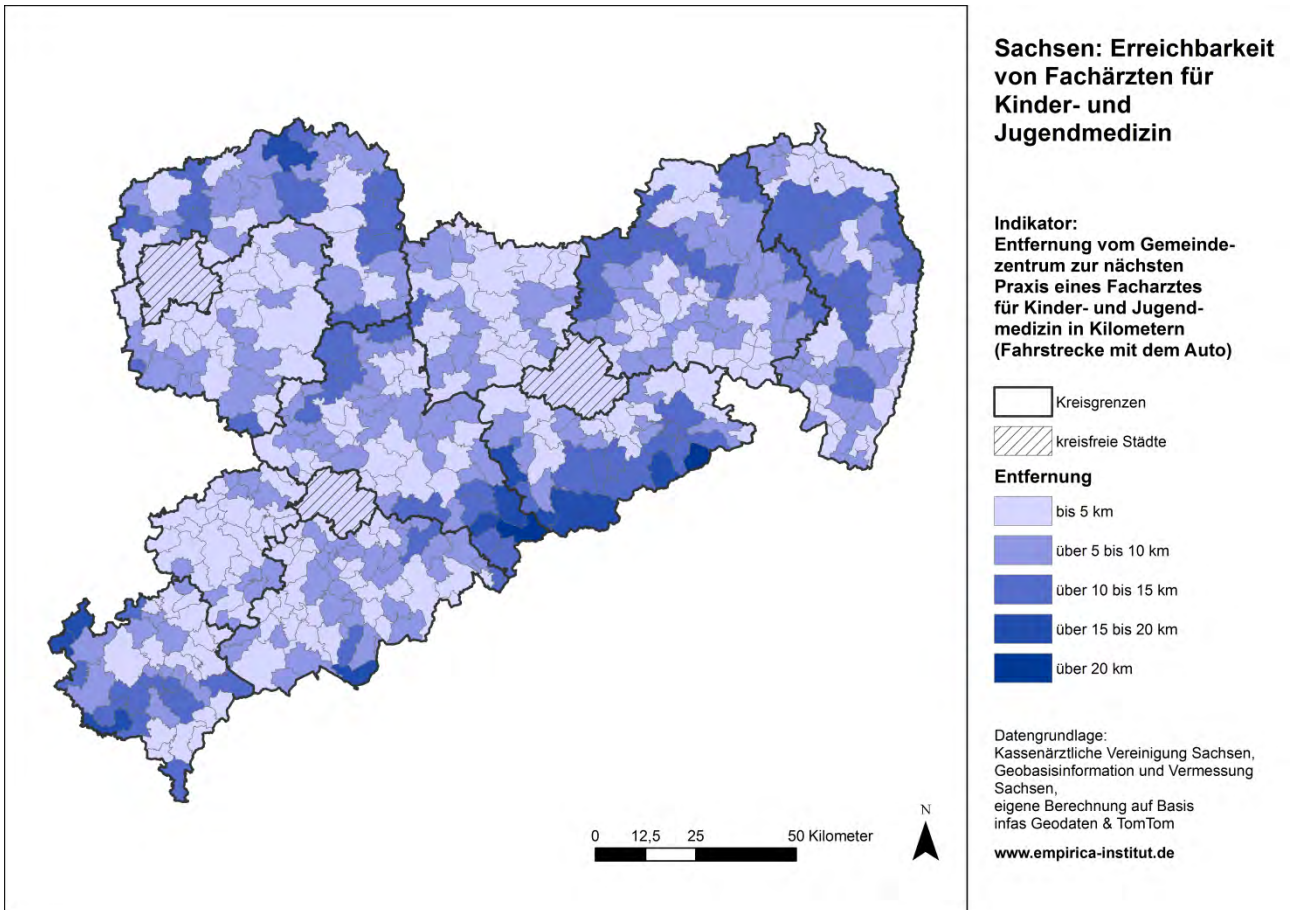 Sachsen: Erreichbarkeit
von Fachärzten für
Kinder- und
Jugendmedizin
Indikator:
Entfernung vom Gemeinde-
zentrum zur nächsten
Praxis eines Facharztes
für Kinder- und Jugend-
medizin in Kilometern
(Fahrstrecke mit dem Auto)
Kreisgrenzen
kreisfreie Städte
Entfernung
bis 5 km
über 5 bis 10 km
über 10 bis 15 km
über 15 bis 20 km
über 20 km
Datengrundlage:
Kassenärztliche Vereinigung Sachsen,
Geobasisinformation und Vermessung
Sachsen,
eigene Berechnung auf Basis
infas Geodaten & TomTom
www.empirica-institut.de
N
0 12,5 25 50 Kilometer